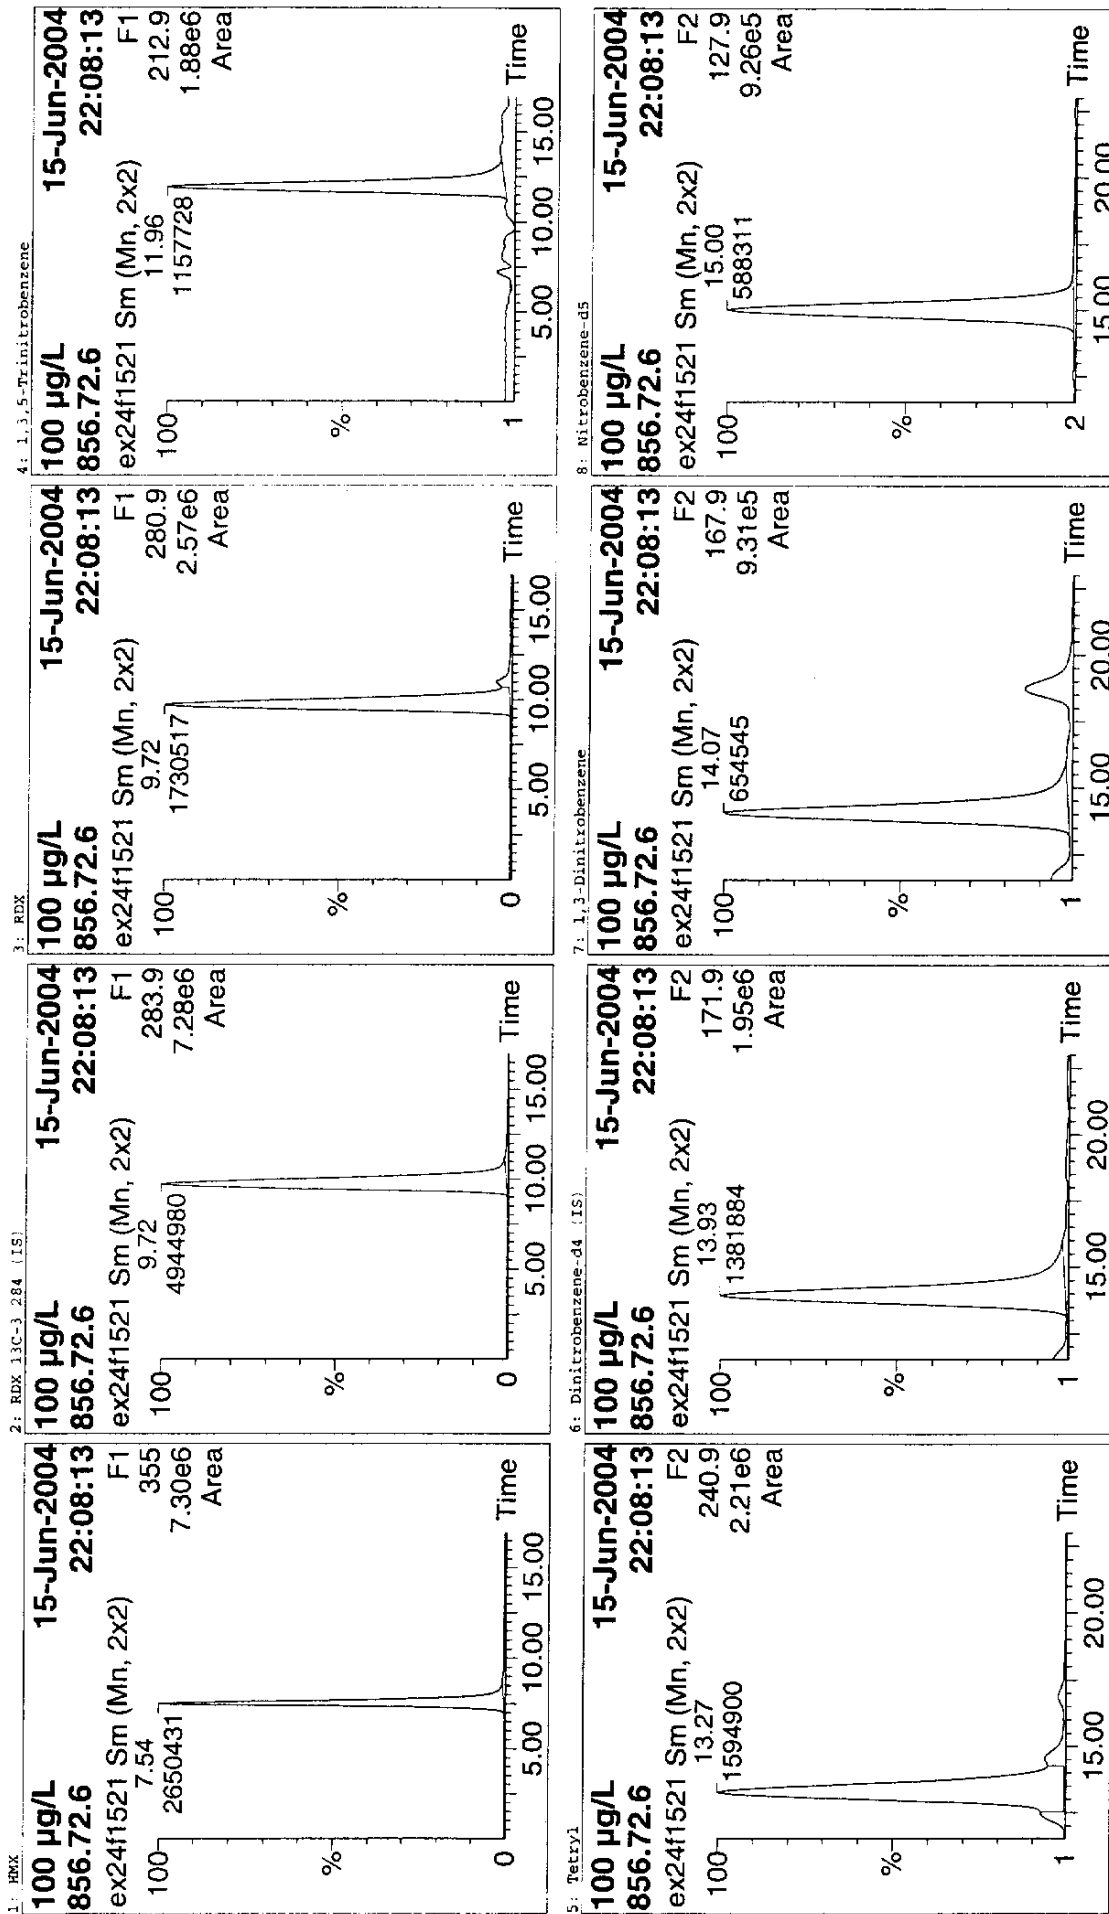 1: HMX
100 µg/L 15-Jun-2004
856.72.6 22:08:13
ex24f1521 Sm (Mn, 2x2) F1
7.54 355
2650431 7.30e6
Area
100
%
0
5.00 10.00 15.00 Time
2: RDX 13C-3 284 (IS)
100 µg/L 15-Jun-2004
856.72.6 22:08:13
ex24f1521 Sm (Mn, 2x2) F1
9.72 283.9
4944980 7.28e6
Area
100
%
0
5.00 10.00 15.00 Time
3: RDX
100 µg/L 15-Jun-2004
856.72.6 22:08:13
ex24f1521 Sm (Mn, 2x2) F1
9.72 280.9
1730517 2.57e6
Area
100
%
0
5.00 10.00 15.00 Time
4: 1,3,5-Trinitrobenzene
100 µg/L 15-Jun-2004
856.72.6 22:08:13
ex24f1521 Sm (Mn, 2x2) F1
11.96 212.9
1157728 1.88e6
Area
100
%
1
5.00 10.00 15.00 Time
5: Tetryl
100 µg/L 15-Jun-2004
856.72.6 22:08:13
ex24f1521 Sm (Mn, 2x2) F2
13.27 240.9
1594900 2.21e6
Area
100
%
1
15.00 20.00 Time
6: Dinitrobenzene-d4 (IS)
100 µg/L 15-Jun-2004
856.72.6 22:08:13
ex24f1521 Sm (Mn, 2x2) F2
13.93 171.9
1381884 1.95e6
Area
100
%
1
15.00 20.00 Time
7: 1,3-Dinitrobenzene
100 µg/L 15-Jun-2004
856.72.6 22:08:13
ex24f1521 Sm (Mn, 2x2) F2
14.07 167.9
654545 9.31e5
Area
100
%
1
15.00 20.00 Time
8: Nitrobenzene-d5
100 µg/L 15-Jun-2004
856.72.6 22:08:13
ex24f1521 Sm (Mn, 2x2) F2
15.00 127.9
588311 9.26e5
Area
100
%
2
15.00 20.00 Time